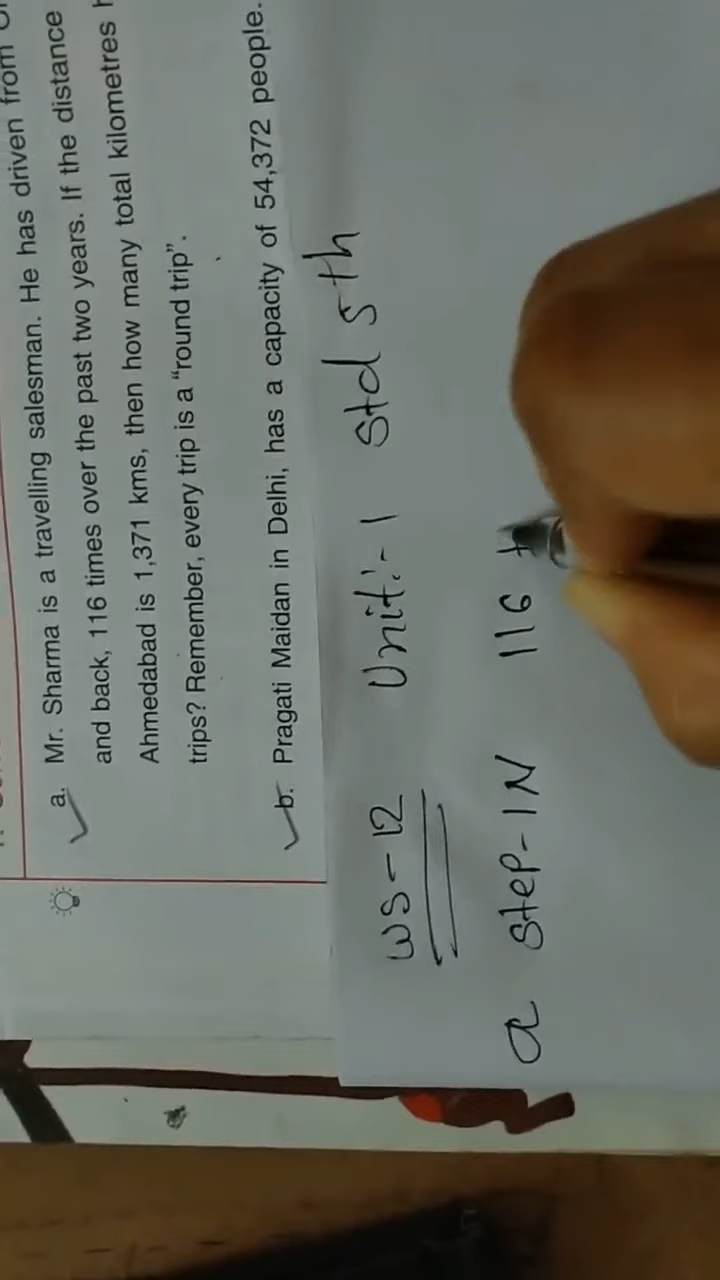 a. Mr. Sharma is a travelling salesman. He has driven from
and back, 116 times over the past two years. If the distance
Ahmedabad is 1,371 kms, then how many total kilometres
trips? Remember, every trip is a "round trip".
b. Pragati Maidan in Delhi, has a capacity of 54,372 people.
WS-12 Unit:-1 Std 5th
a Step-IN 116 +